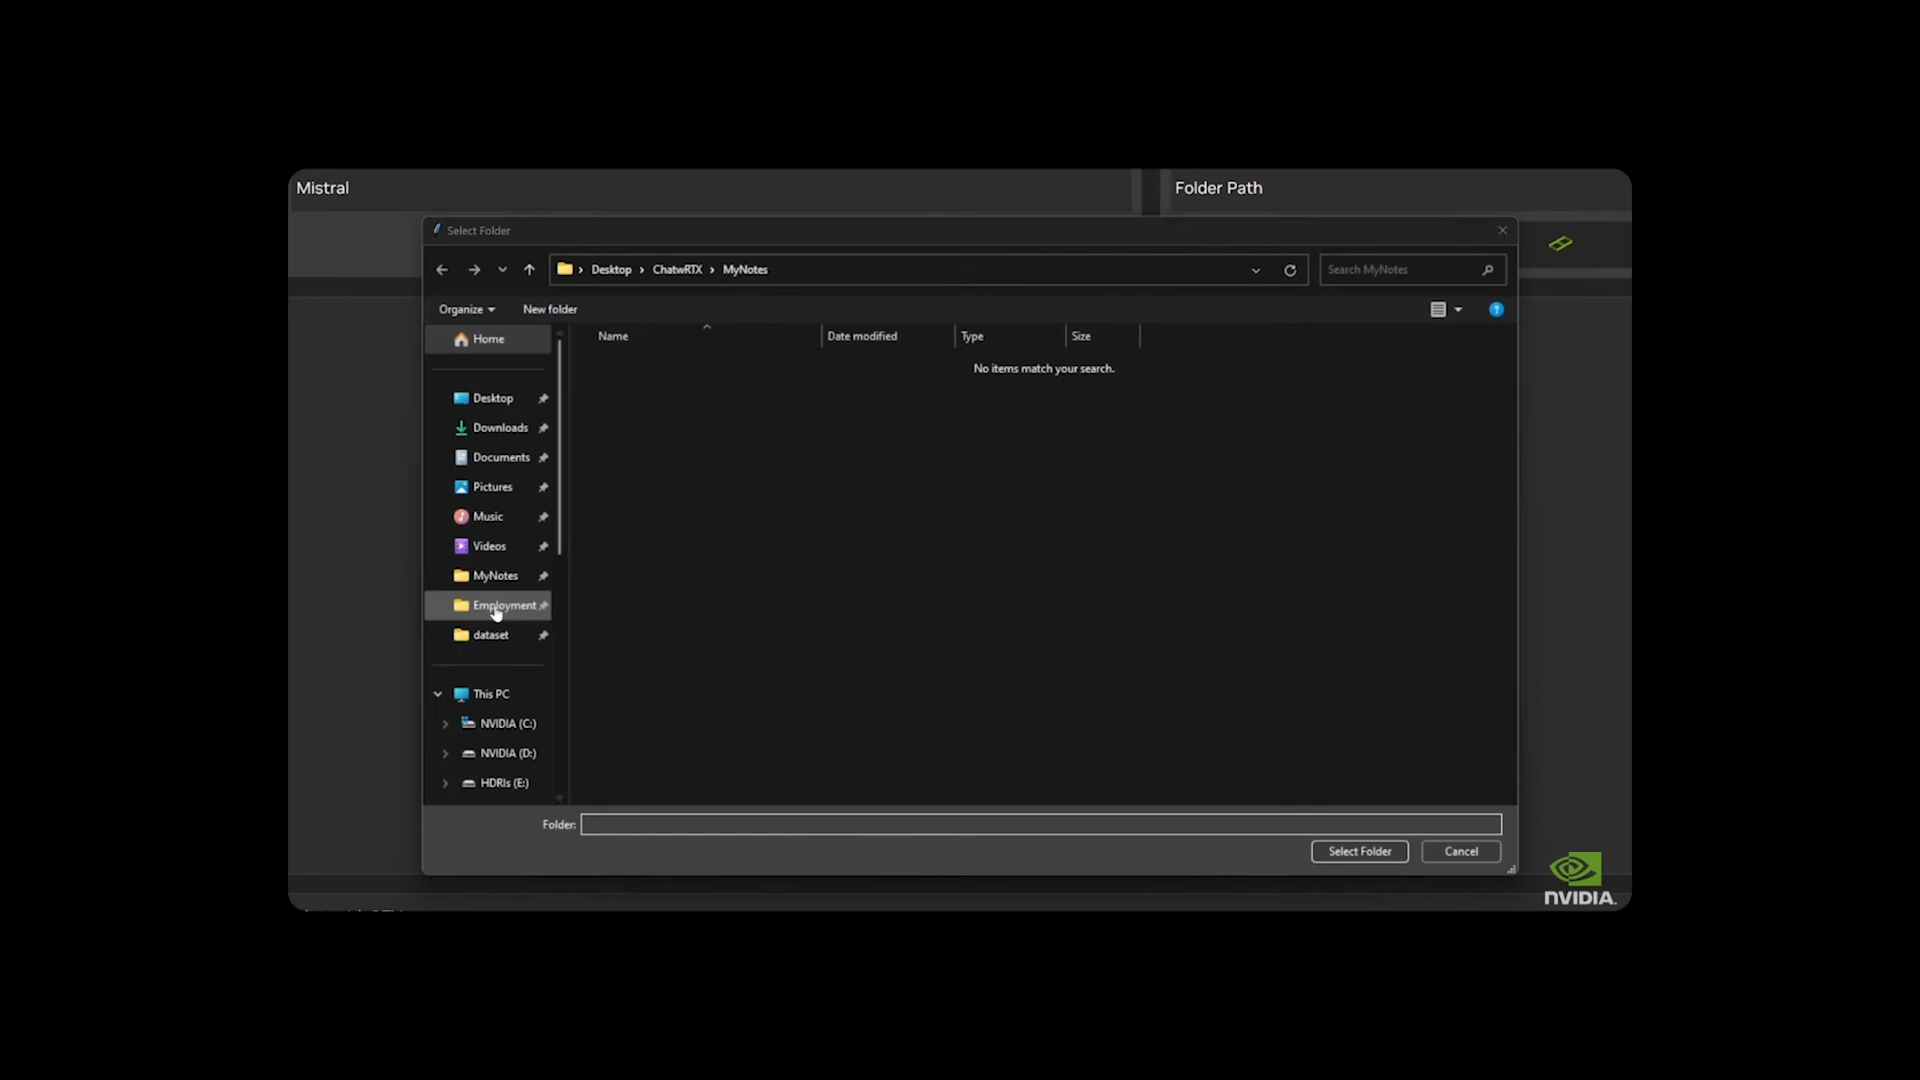 Mistral
Folder Path
Select Folder
Desktop > ChatwRTX > MyNotes
Search MyNotes
Organize
New folder
Name
Date modified
Type
Size
No items match your search.
Home
Desktop
Downloads
Documents
Pictures
Music
Videos
MyNotes
Employment
dataset
This PC
NVIDIA (C:)
NVIDIA (D:)
HDRIs (E:)
Folder:
Select Folder
Cancel
NVIDIA.